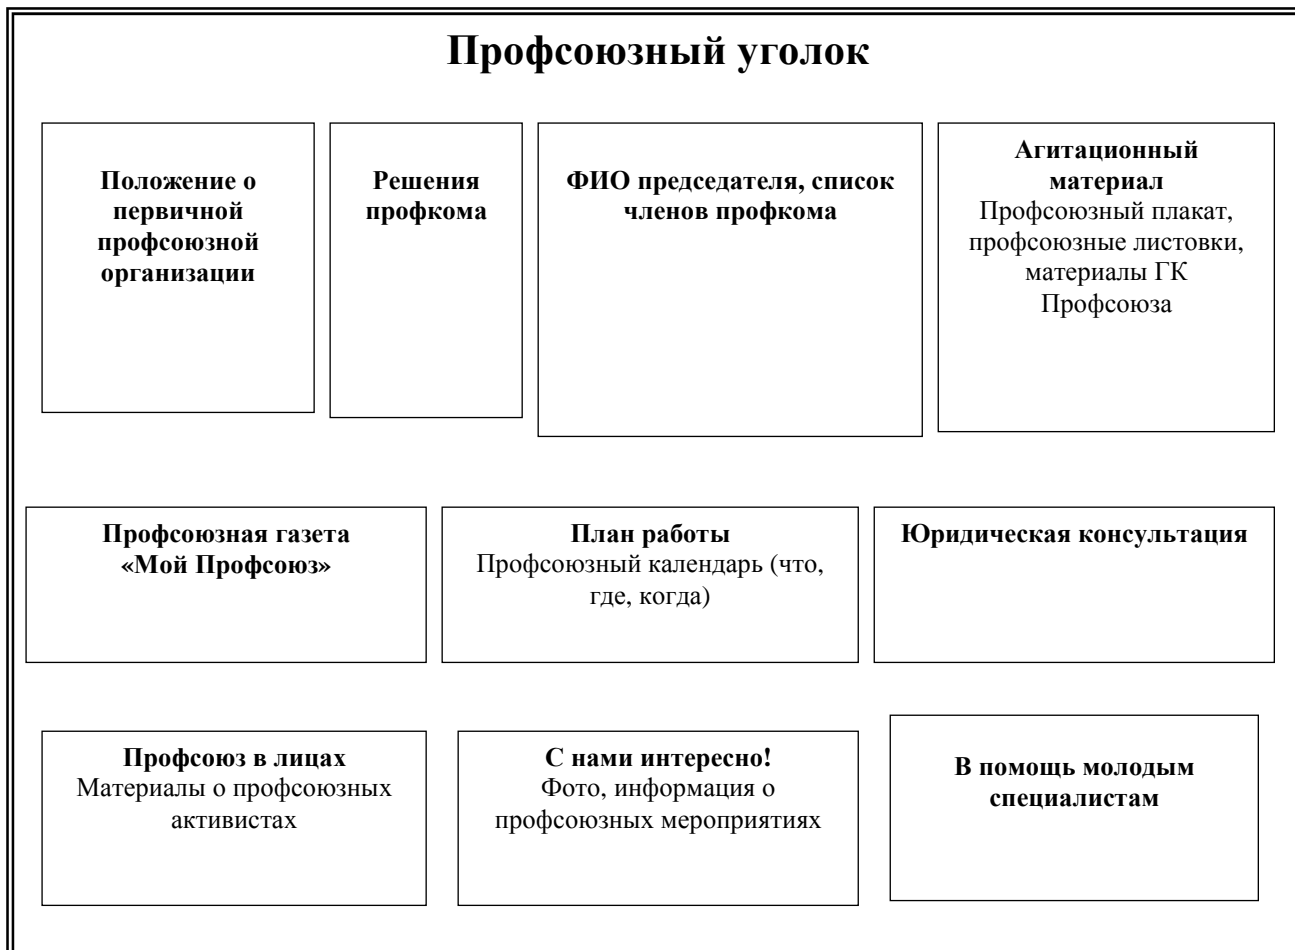 Профсоюзный уголок
Положение о
первичной
профсоюзной
организации
Решения
профкома
ФИО председателя, список
членов профкома
Агитационный
материал
Профсоюзный плакат,
профсоюзные листовки,
материалы ГК
Профсоюза
Профсоюзная газета
«Мой Профсоюз»
План работы
Профсоюзный календарь (что,
где, когда)
Юридическая консультация
Профсоюз в лицах
Материалы о профсоюзных
активистах
С нами интересно!
Фото, информация о
профсоюзных мероприятиях
В помощь молодым
специалистам